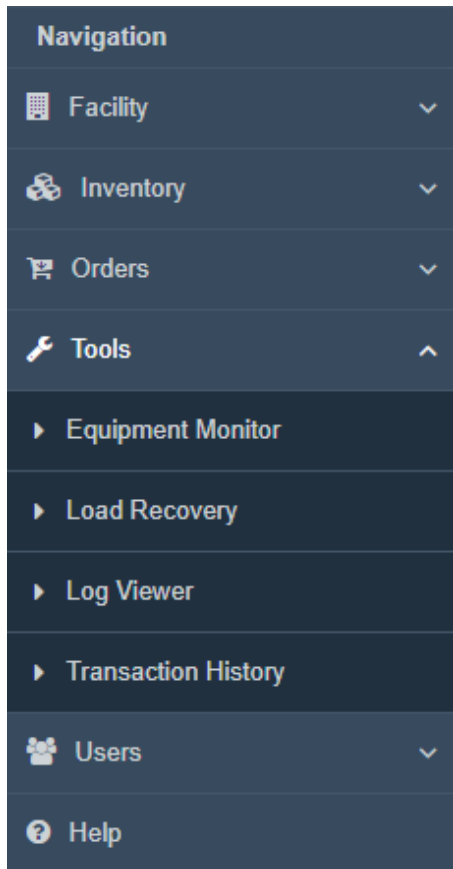 Navigation
Facility
Inventory
Orders
Tools
Equipment Monitor
Load Recovery
Log Viewer
Transaction History
Users
Help